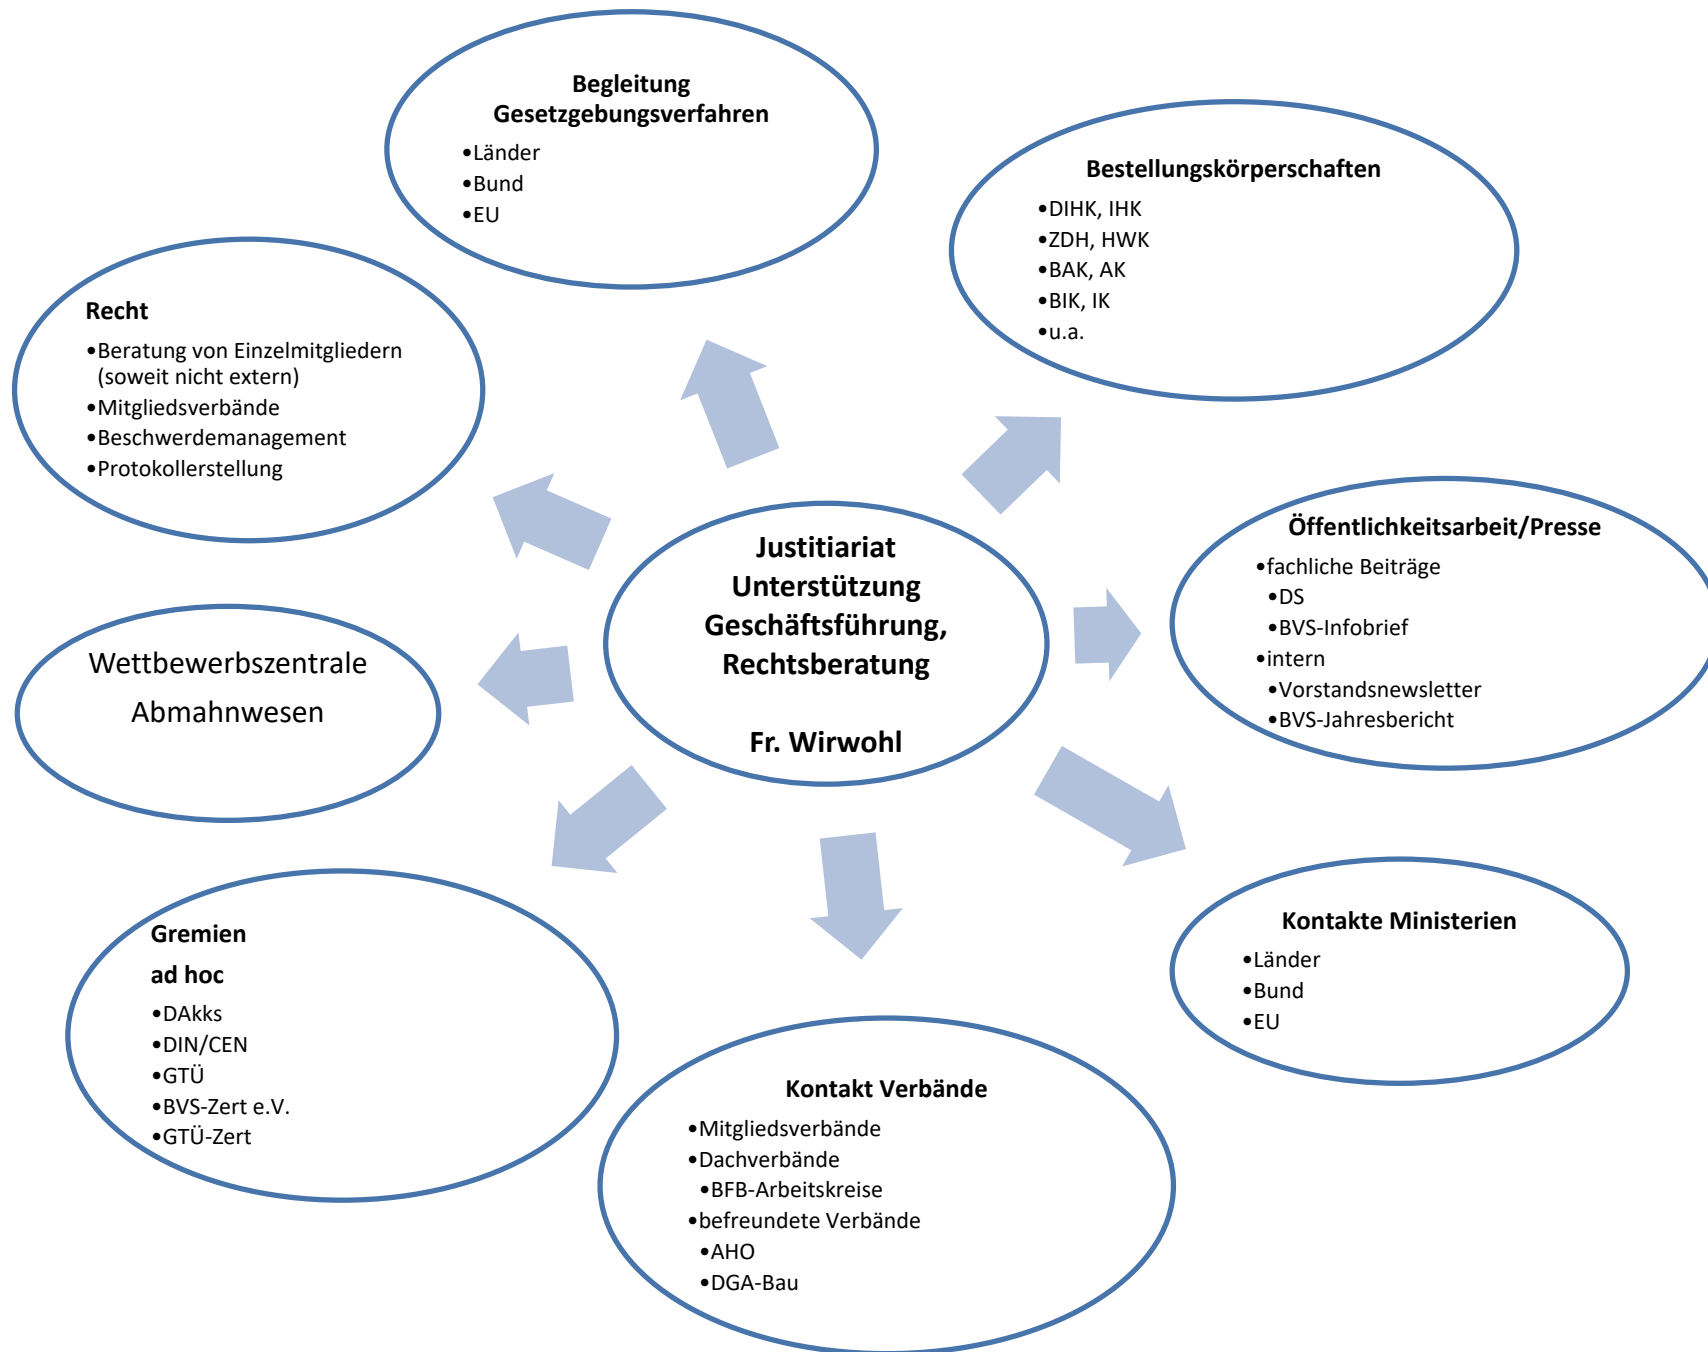 Begleitung
Gesetzgebungsverfahren
•Länder
•Bund
•EU
Bestellungskörperschaften
•DIHK, IHK
•ZDH, HWK
•BAK, AK
•BIK, IK
•u.a.
Recht
•Beratung von Einzelmitgliedern
(soweit nicht extern)
•Mitgliedsverbände
•Beschwerdemanagement
•Protokollerstellung
Öffentlichkeitsarbeit/Presse
•fachliche Beiträge
•DS
•BVS-Infobrief
•intern
•Vorstandsnewsletter
•BVS-Jahresbericht
Justitiariat
Unterstützung
Geschäftsführung,
Rechtsberatung
Fr. Wirwohl
Wettbewerbszentrale
Abmahnwesen
Gremien
ad hoc
•DAkks
•DIN/CEN
•GTÜ
•BVS-Zert e.V.
•GTÜ-Zert
Kontakte Ministerien
•Länder
•Bund
•EU
Kontakt Verbände
•Mitgliedsverbände
•Dachverbände
•BFB-Arbeitskreise
•befreundete Verbände
•AHO
•DGA-Bau